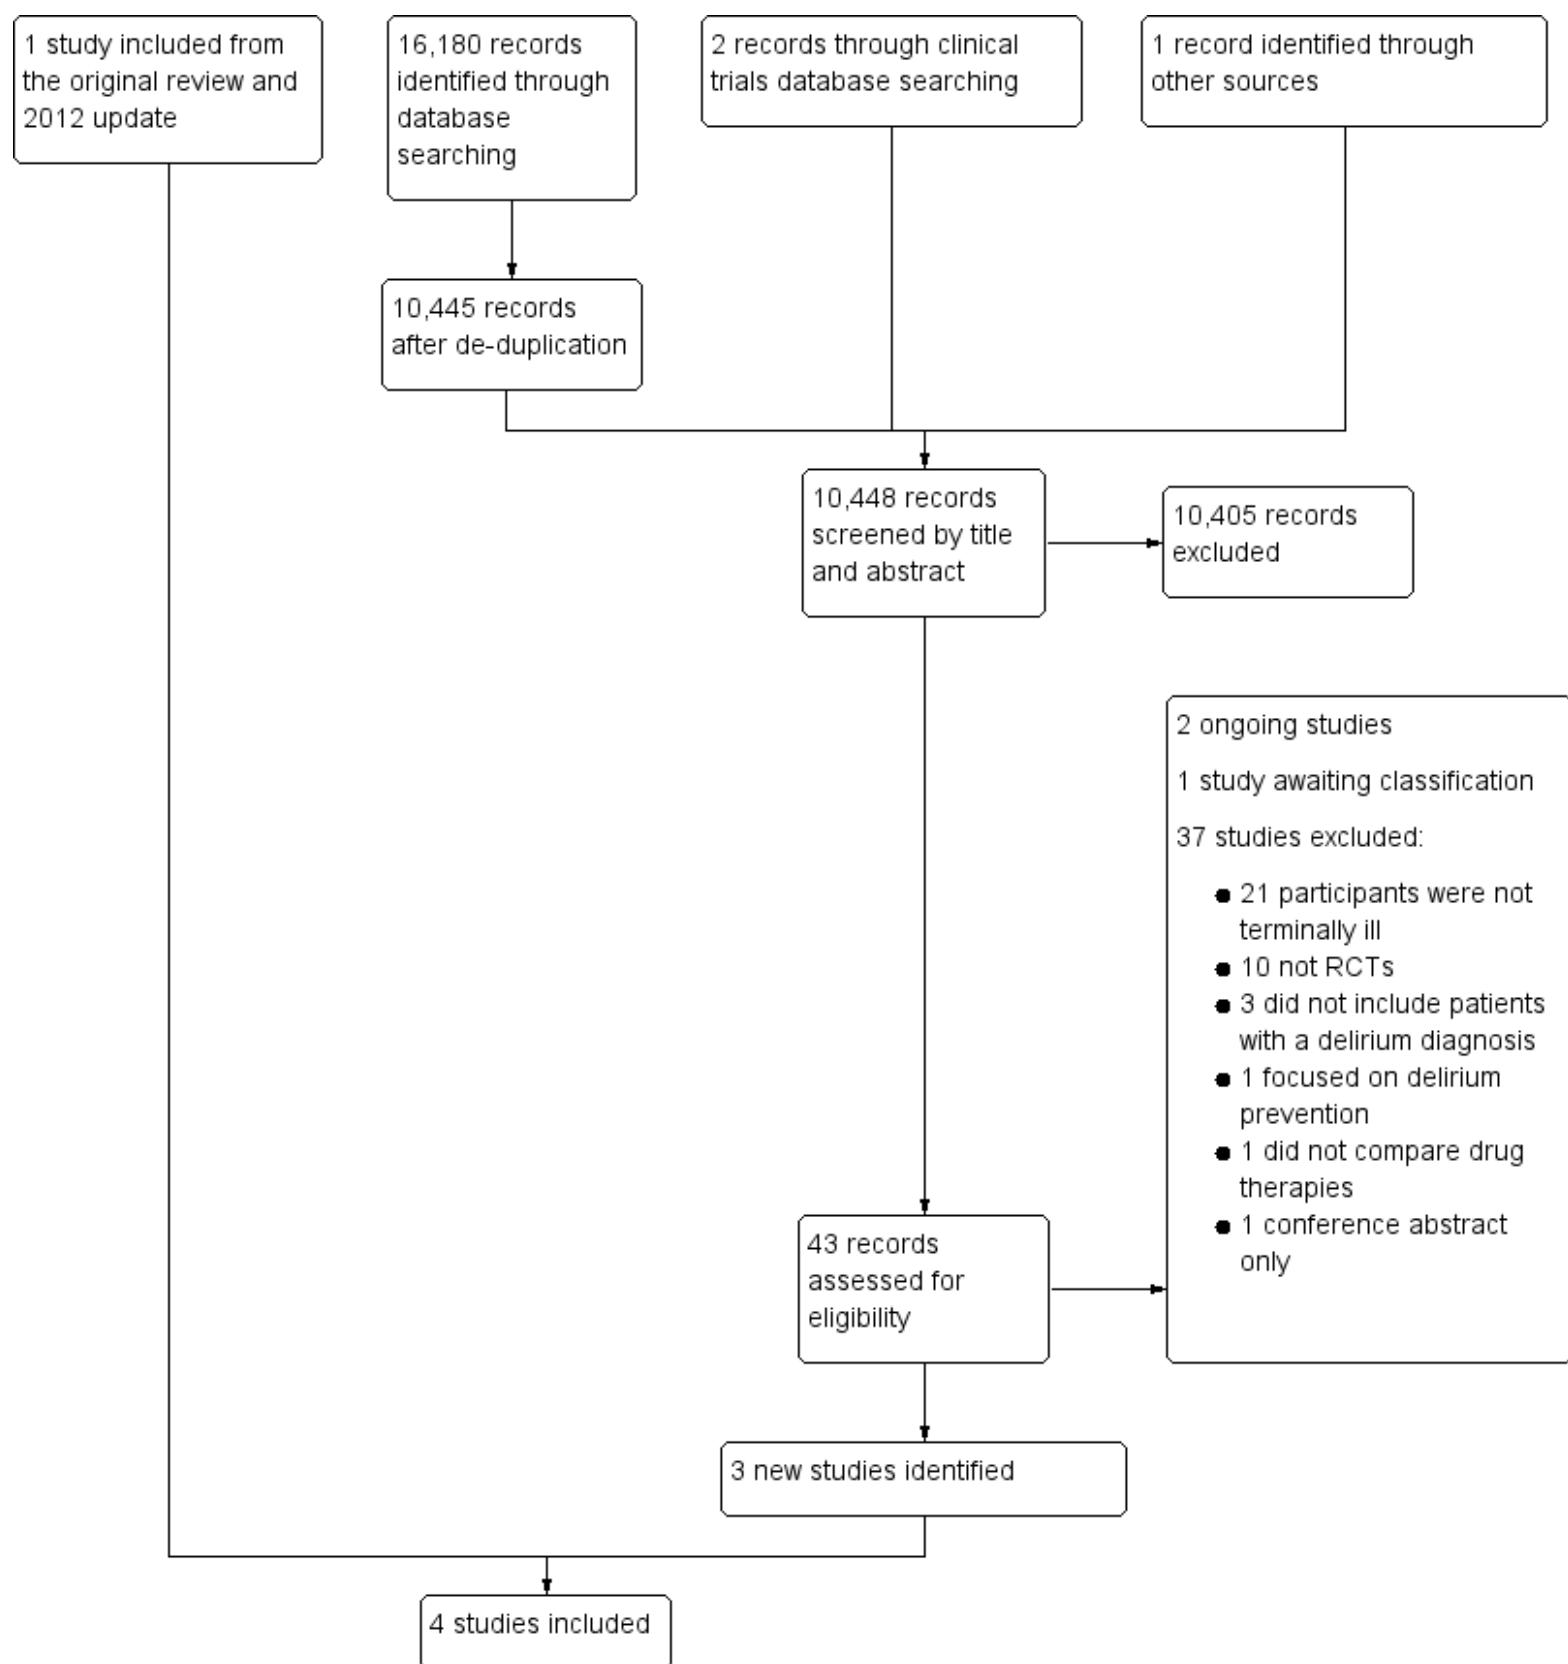 1 study included from
the original review and
2012 update
16,180 records
identified through
database
searching
2 records through clinical
trials database searching
1 record identified through
other sources
10,445 records
after de-duplication
10,448 records
screened by title
and abstract
10,405 records
excluded
2 ongoing studies
1 study awaiting classification
37 studies excluded:
● 21 participants were not
terminally ill
● 10 not RCTs
● 3 did not include patients
with a delirium diagnosis
● 1 focused on delirium
prevention
● 1 did not compare drug
therapies
● 1 conference abstract
only
43 records
assessed for
eligibility
3 new studies identified
4 studies included